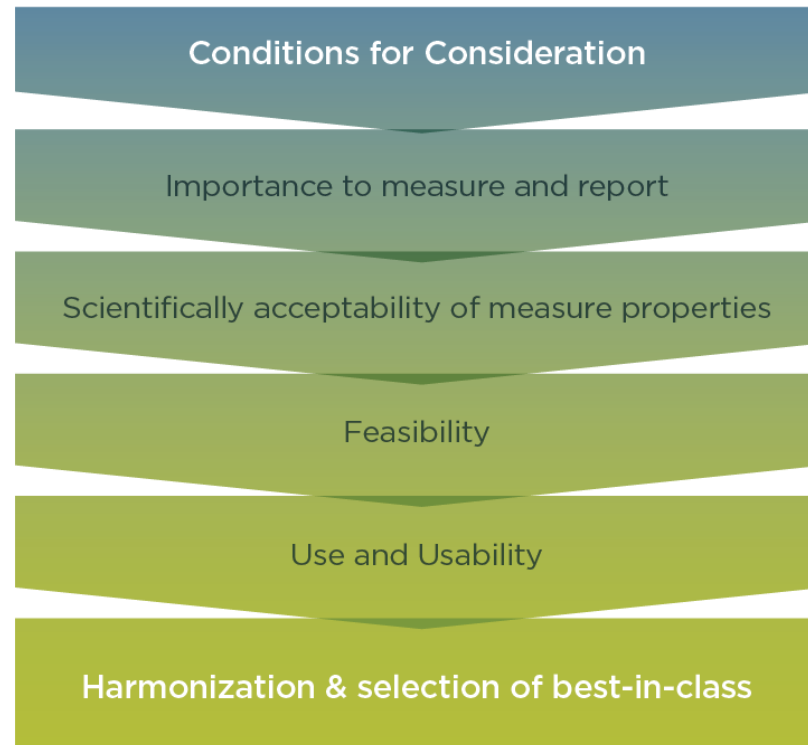 Conditions for Consideration
Importance to measure and report
Scientifically acceptability of measure properties
Feasibility
Use and Usability
Harmonization & selection of best-in-class